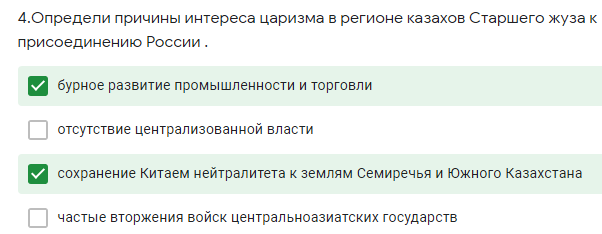 4.Определи причины интереса царизма в регионе казахов Старшего жуза к
присоединению России .
бурное развитие промышленности и торговли
отсутствие централизованной власти
сохранение Китаем нейтралитета к землям Семиречья и Южного Казахстана
частые вторжения войск центральноазиатских государств